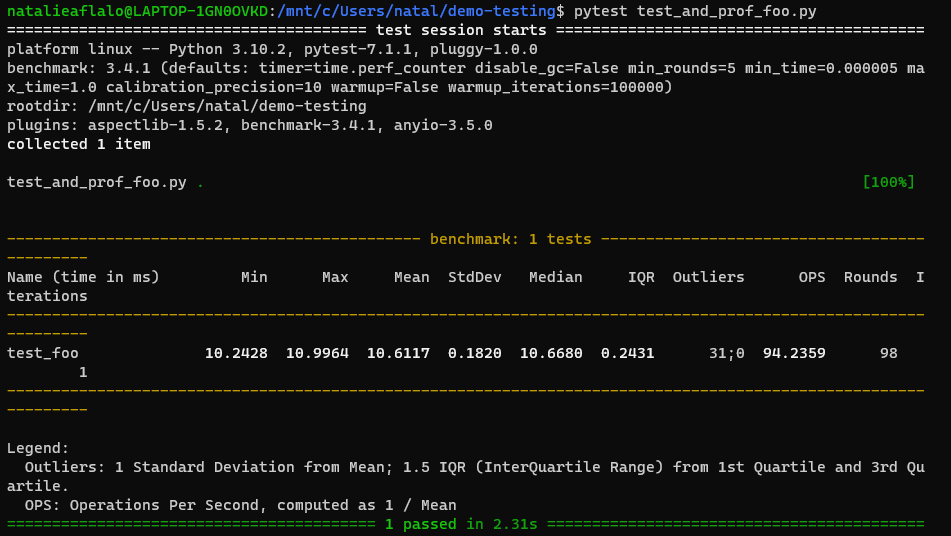 natalieaflalo@LAPTOP-1GN0OVKD:/mnt/c/Users/natal/demo-testing$ pytest test_and_prof_foo.py
======================================== test session starts =========================================
platform linux -- Python 3.10.2, pytest-7.1.1, pluggy-1.0.0
benchmark: 3.4.1 (defaults: timer=time.perf_counter disable_gc=False min_rounds=5 min_time=0.000005 ma
x_time=1.0 calibration_precision=10 warmup=False warmup_iterations=100000)
rootdir: /mnt/c/Users/natal/demo-testing
plugins: aspectlib-1.5.2, benchmark-3.4.1, anyio-3.5.0
collected 1 item
test_and_prof_foo.py .                                                                         [100%]
---------------------------------------------- benchmark: 1 tests ------------------------------------
---------
Name (time in ms)         Min      Max     Mean  StdDev   Median     IQR  Outliers      OPS  Rounds  I
terations
------------------------------------------------------------------------------------------------------
---------
test_foo              10.2428  10.9964  10.6117  0.1820  10.6680  0.2431      31;0  94.2359      98
        1
------------------------------------------------------------------------------------------------------
---------
Legend:
  Outliers: 1 Standard Deviation from Mean; 1.5 IQR (InterQuartile Range) from 1st Quartile and 3rd Qu
artile.
  OPS: Operations Per Second, computed as 1 / Mean
========================================= 1 passed in 2.31s ==========================================